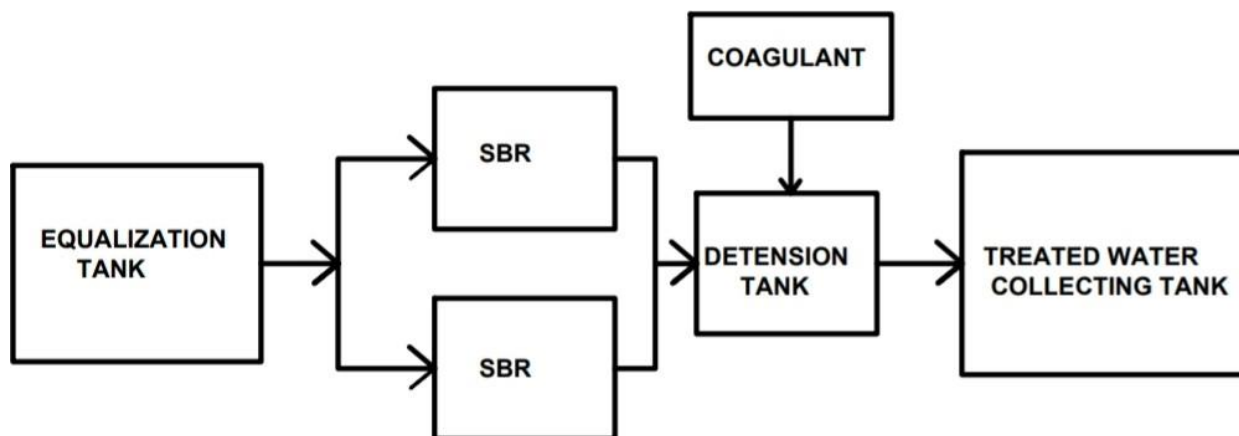 EQUALIZATION
TANK
SBR
SBR
COAGULANT
DETENSION
TANK
TREATED WATER
COLLECTING TANK